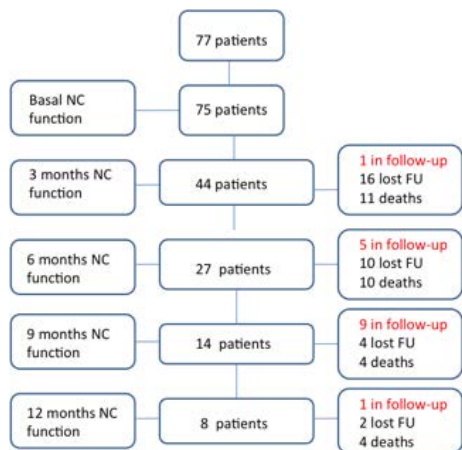 77 patients
Basal NC
function
75 patients
3 months NC
function
44 patients
1 in follow-up
16 lost FU
11 deaths
6 months NC
function
27 patients
5 in follow-up
10 lost FU
10 deaths
9 months NC
function
14 patients
9 in follow-up
4 lost FU
4 deaths
12 months NC
function
8 patients
1 in follow-up
2 lost FU
4 deaths